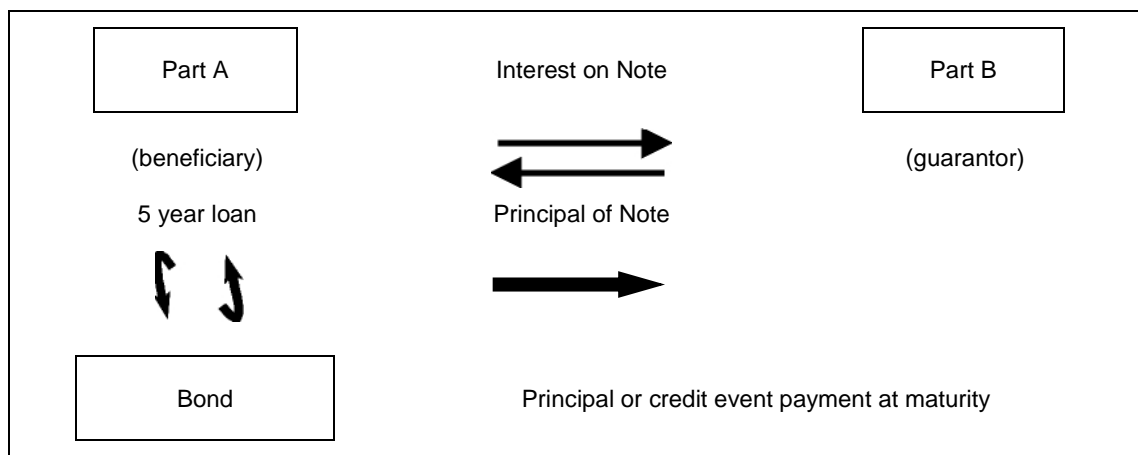 Part A
Interest on Note
Part B
(beneficiary)
(guarantor)
5 year loan
Principal of Note
Bond
Principal or credit event payment at maturity